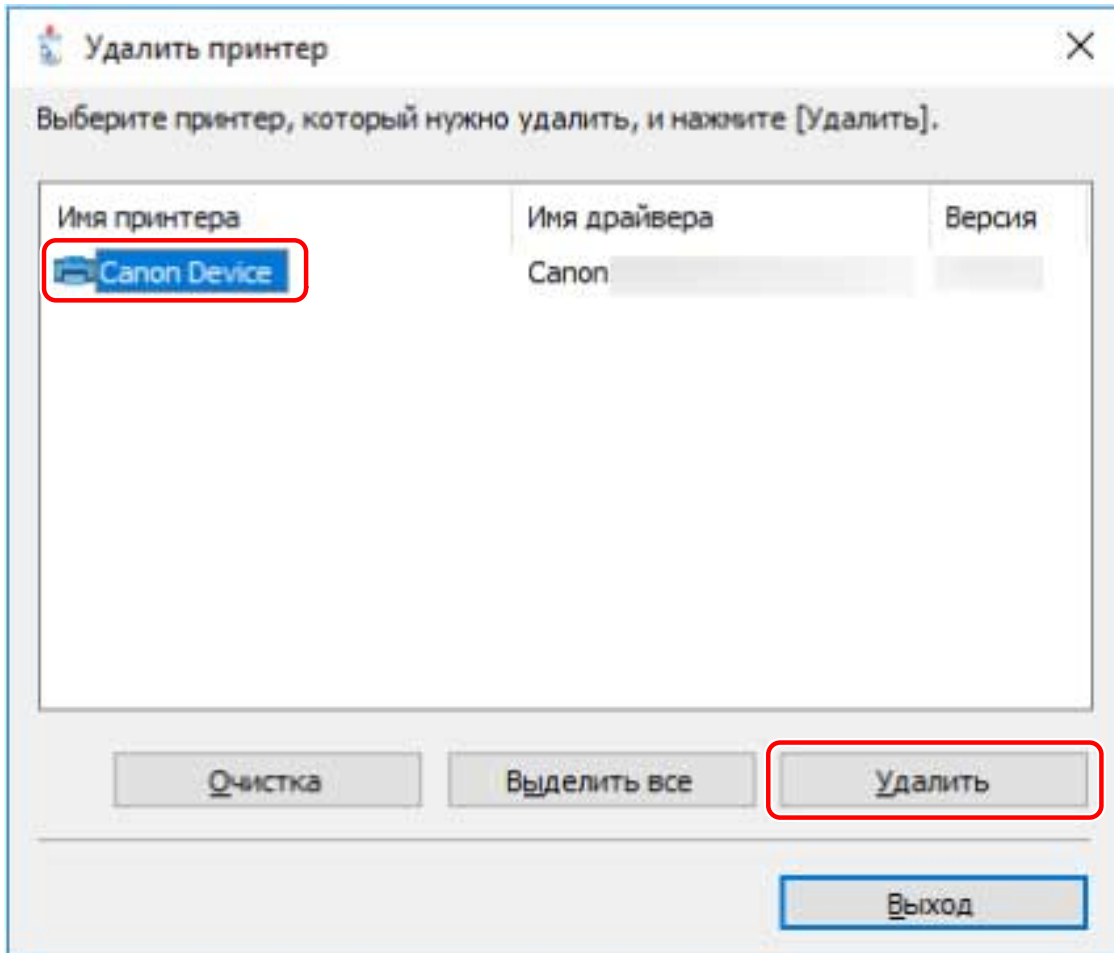 Удалить принтер
Выберите принтер, который нужно удалить, и нажмите [Удалить].
Имя принтера Имя драйвера Версия
Canon Device Canon
Очистка Выделить все Удалить
Выход